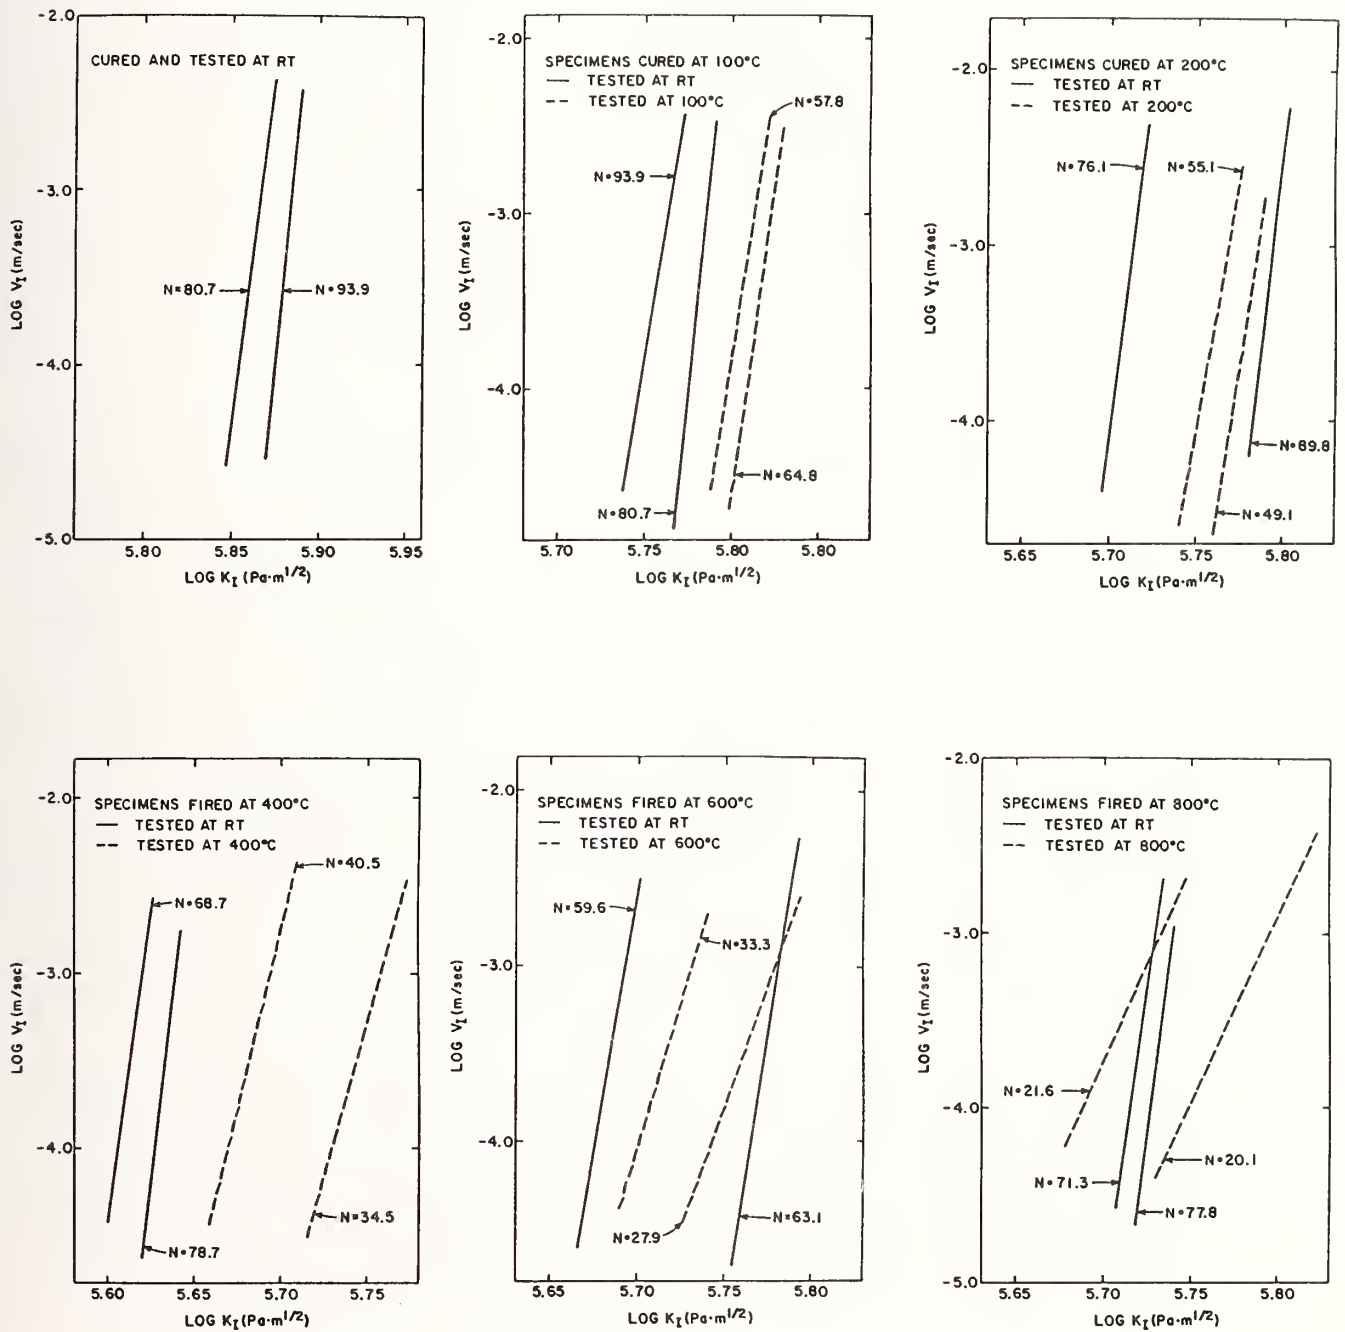 -2.0
CURED AND TESTED AT RT
-3.0
LOG V_I (m/sec)
N=80.7
N=93.9
-4.0
-5.0
5.80 5.85 5.90 5.95
LOG K_I (Pa·m^1/2)
-2.0
SPECIMENS CURED AT 100°C
— TESTED AT RT
-- TESTED AT 100°C
N=57.8
N=93.9
-3.0
LOG V_I (m/sec)
-4.0
N=64.8
N=80.7
5.70 5.75 5.80 5.80
LOG K_I (Pa·m^1/2)
SPECIMENS CURED AT 200°C
-2.0
— TESTED AT RT
-- TESTED AT 200°C
N=76.1
N=55.1
-3.0
LOG V_I (m/sec)
-4.0
N=89.8
N=49.1
5.65 5.70 5.75 5.80
LOG K_I (Pa·m^1/2)
-2.0
SPECIMENS FIRED AT 400°C
— TESTED AT RT
-- TESTED AT 400°C
N=40.5
N=68.7
-3.0
LOG V_I (m/sec)
-4.0
N=34.5
N=78.7
5.60 5.65 5.70 5.75
LOG K_I (Pa·m^1/2)
-2.0
SPECIMENS FIRED AT 600°C
— TESTED AT RT
-- TESTED AT 600°C
N=59.6
N=33.3
-3.0
LOG V_I (m/sec)
-4.0
N=63.1
N=27.9
5.65 5.70 5.75 5.80
LOG K_I (Pa·m^1/2)
-2.0
SPECIMENS FIRED AT 800°C
— TESTED AT RT
-- TESTED AT 800°C
-3.0
LOG V_I (m/sec)
N=21.6
-4.0
N=20.1
N=71.3
N=77.8
-5.0
5.65 5.70 5.75 5.80
LOG K_I (Pa·m^1/2)